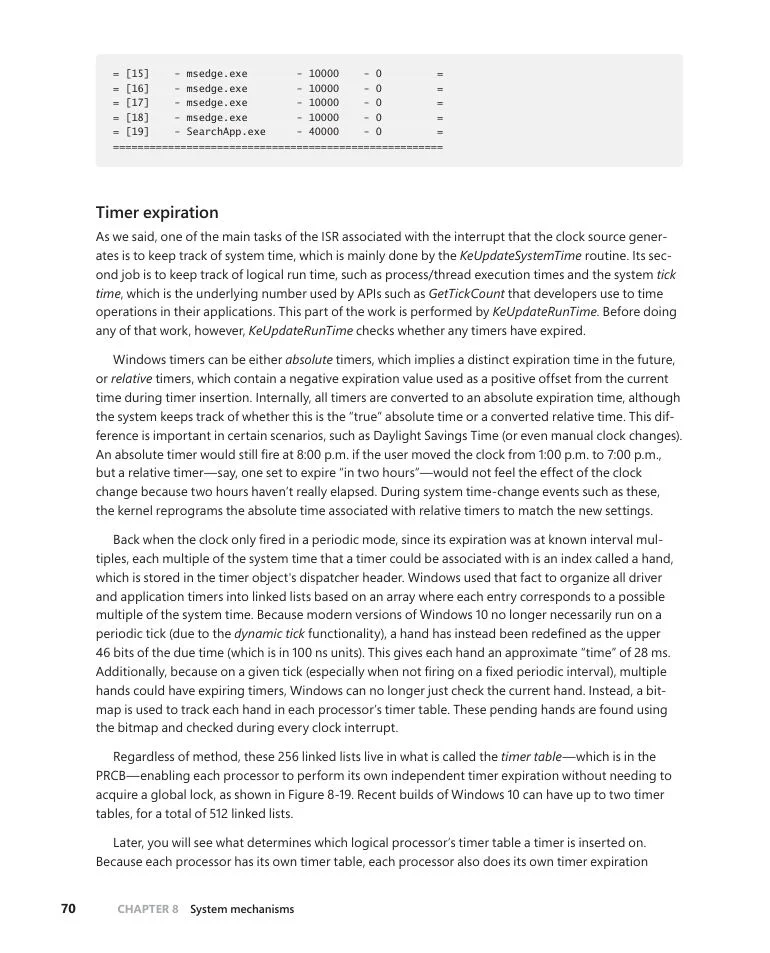 = [15]    - msedge.exe        - 10000    - 0         =
= [16]    - msedge.exe        - 10000    - 0         =
= [17]    - msedge.exe        - 10000    - 0         =
= [18]    - msedge.exe        - 10000    - 0         =
= [19]    - SearchApp.exe     - 40000    - 0         =
======================================================
Timer expiration
As we said, one of the main tasks of the ISR associated with the interrupt that the clock source gener-
ates is to keep track of system time, which is mainly done by the KeUpdateSystemTime routine. Its sec-
ond job is to keep track of logical run time, such as process/thread execution times and the system tick
time, which is the underlying number used by APIs such as GetTickCount that developers use to time
operations in their applications. This part of the work is performed by KeUpdateRunTime. Before doing
any of that work, however, KeUpdateRunTime checks whether any timers have expired.
Windows timers can be either absolute timers, which implies a distinct expiration time in the future,
or relative timers, which contain a negative expiration value used as a positive offset from the current
time during timer insertion. Internally, all timers are converted to an absolute expiration time, although
the system keeps track of whether this is the “true” absolute time or a converted relative time. This dif-
ference is important in certain scenarios, such as Daylight Savings Time (or even manual clock changes).
An absolute timer would still fire at 8:00 p.m. if the user moved the clock from 1:00 p.m. to 7:00 p.m.,
but a relative timer—say, one set to expire “in two hours”—would not feel the effect of the clock
change because two hours haven’t really elapsed. During system time-change events such as these,
the kernel reprograms the absolute time associated with relative timers to match the new settings.
Back when the clock only fired in a periodic mode, since its expiration was at known interval mul-
tiples, each multiple of the system time that a timer could be associated with is an index called a hand,
which is stored in the timer object's dispatcher header. Windows used that fact to organize all driver
and application timers into linked lists based on an array where each entry corresponds to a possible
multiple of the system time. Because modern versions of Windows 10 no longer necessarily run on a
periodic tick (due to the dynamic tick functionality), a hand has instead been redefined as the upper
46 bits of the due time (which is in 100 ns units). This gives each hand an approximate “time” of 28 ms.
Additionally, because on a given tick (especially when not firing on a fixed periodic interval), multiple
hands could have expiring timers, Windows can no longer just check the current hand. Instead, a bit-
map is used to track each hand in each processor’s timer table. These pending hands are found using
the bitmap and checked during every clock interrupt.
Regardless of method, these 256 linked lists live in what is called the timer table—which is in the
PRCB—enabling each processor to perform its own independent timer expiration without needing to
acquire a global lock, as shown in Figure 8-19. Recent builds of Windows 10 can have up to two timer
tables, for a total of 512 linked lists.
Later, you will see what determines which logical processor’s timer table a timer is inserted on.
Because each processor has its own timer table, each processor also does its own timer expiration
70    CHAPTER 8    System mechanisms